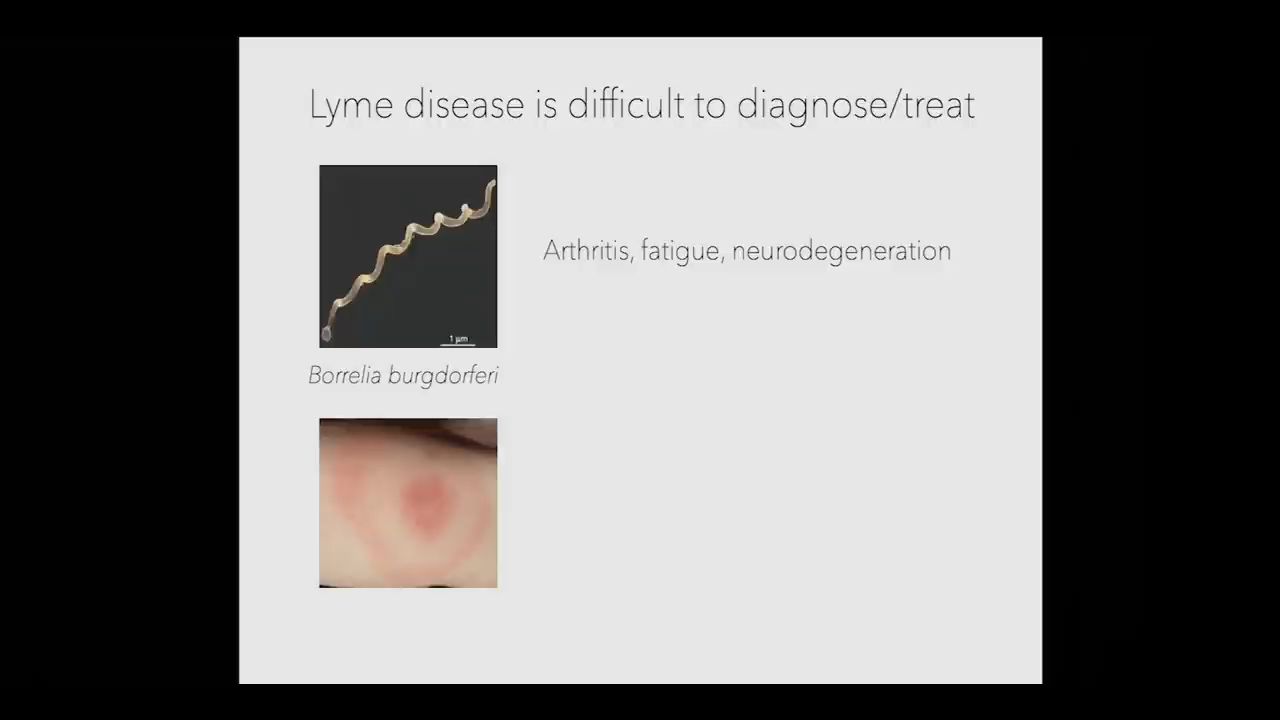 Lyme disease is difficult to diagnose/treat
Arthritis, fatigue, neurodegeneration
1 µm
Borrelia burgdorferi